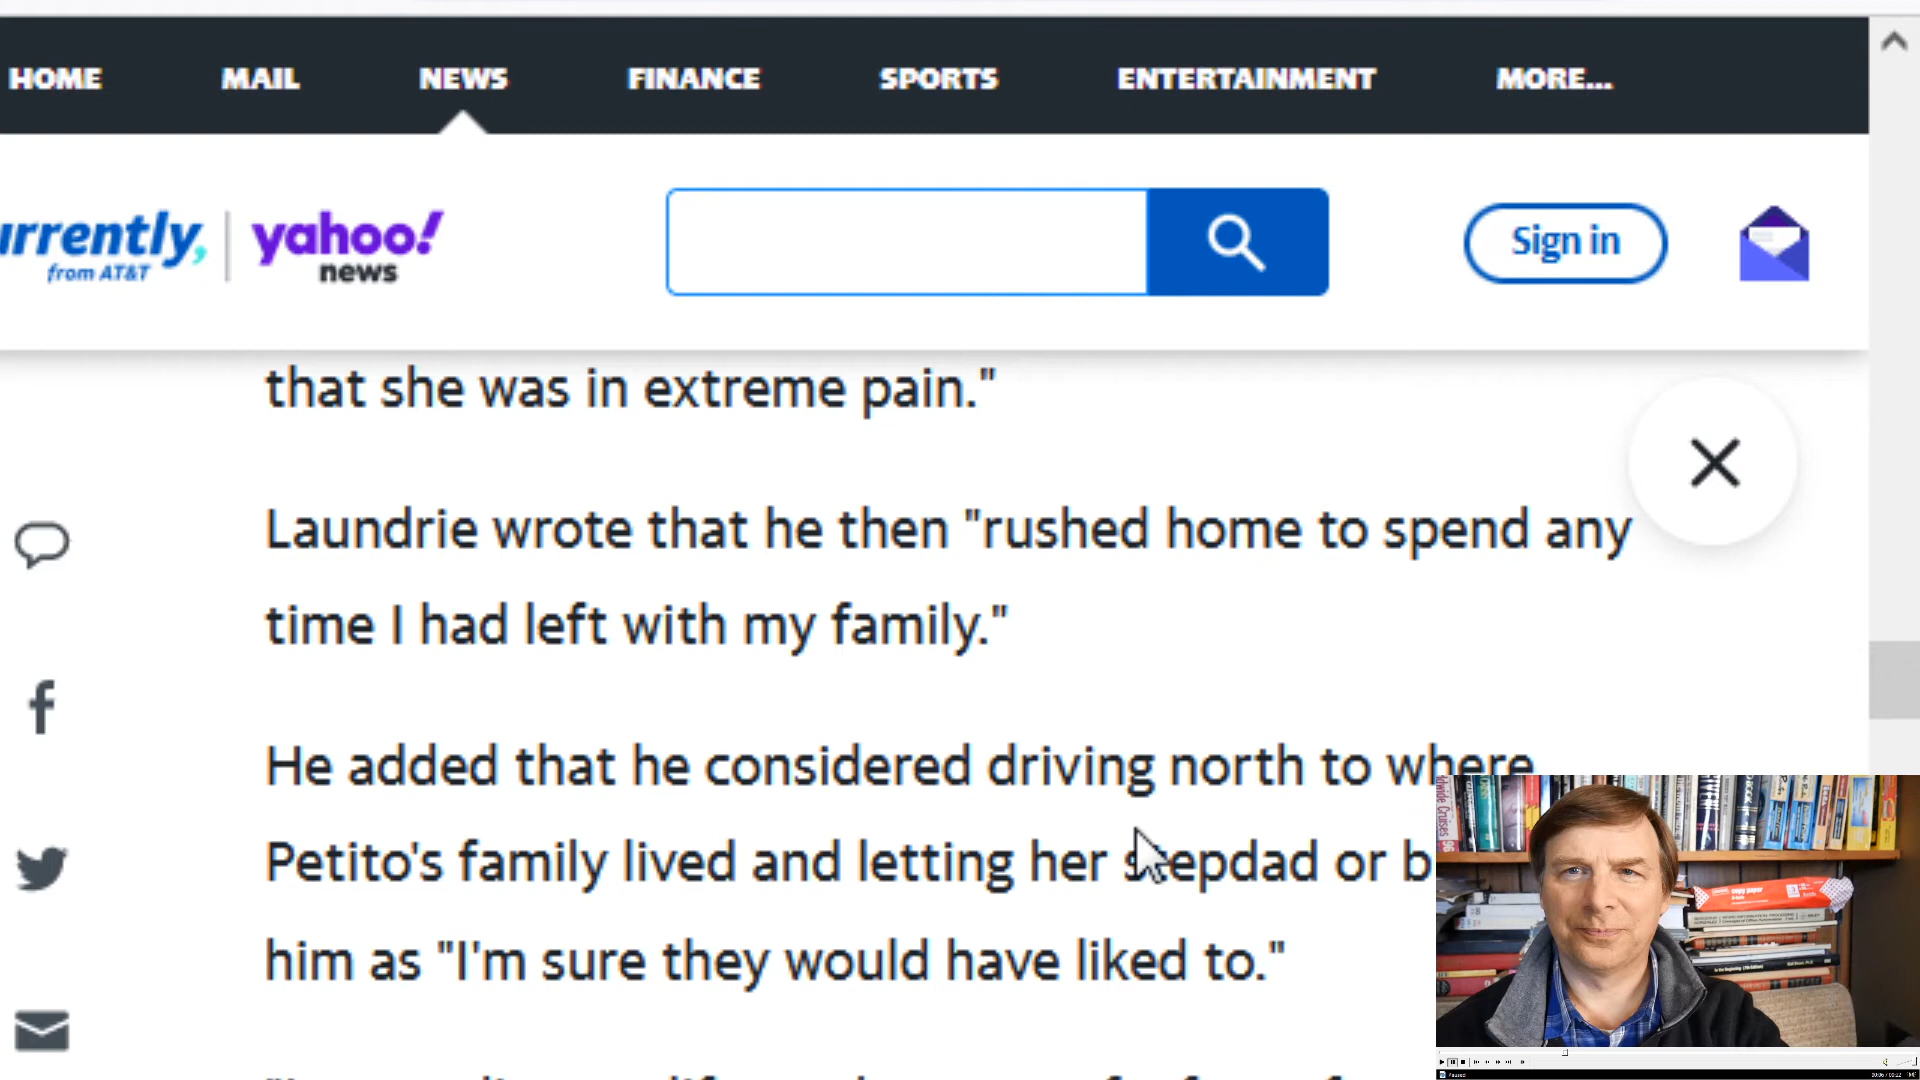 HOME MAIL NEWS FINANCE SPORTS ENTERTAINMENT MORE...
urrently, from AT&T yahoo! news Sign in
that she was in extreme pain."
Laundrie wrote that he then "rushed home to spend any
time I had left with my family."
He added that he considered driving north to where
Petito's family lived and letting her stepdad or b
him as "I'm sure they would have liked to."